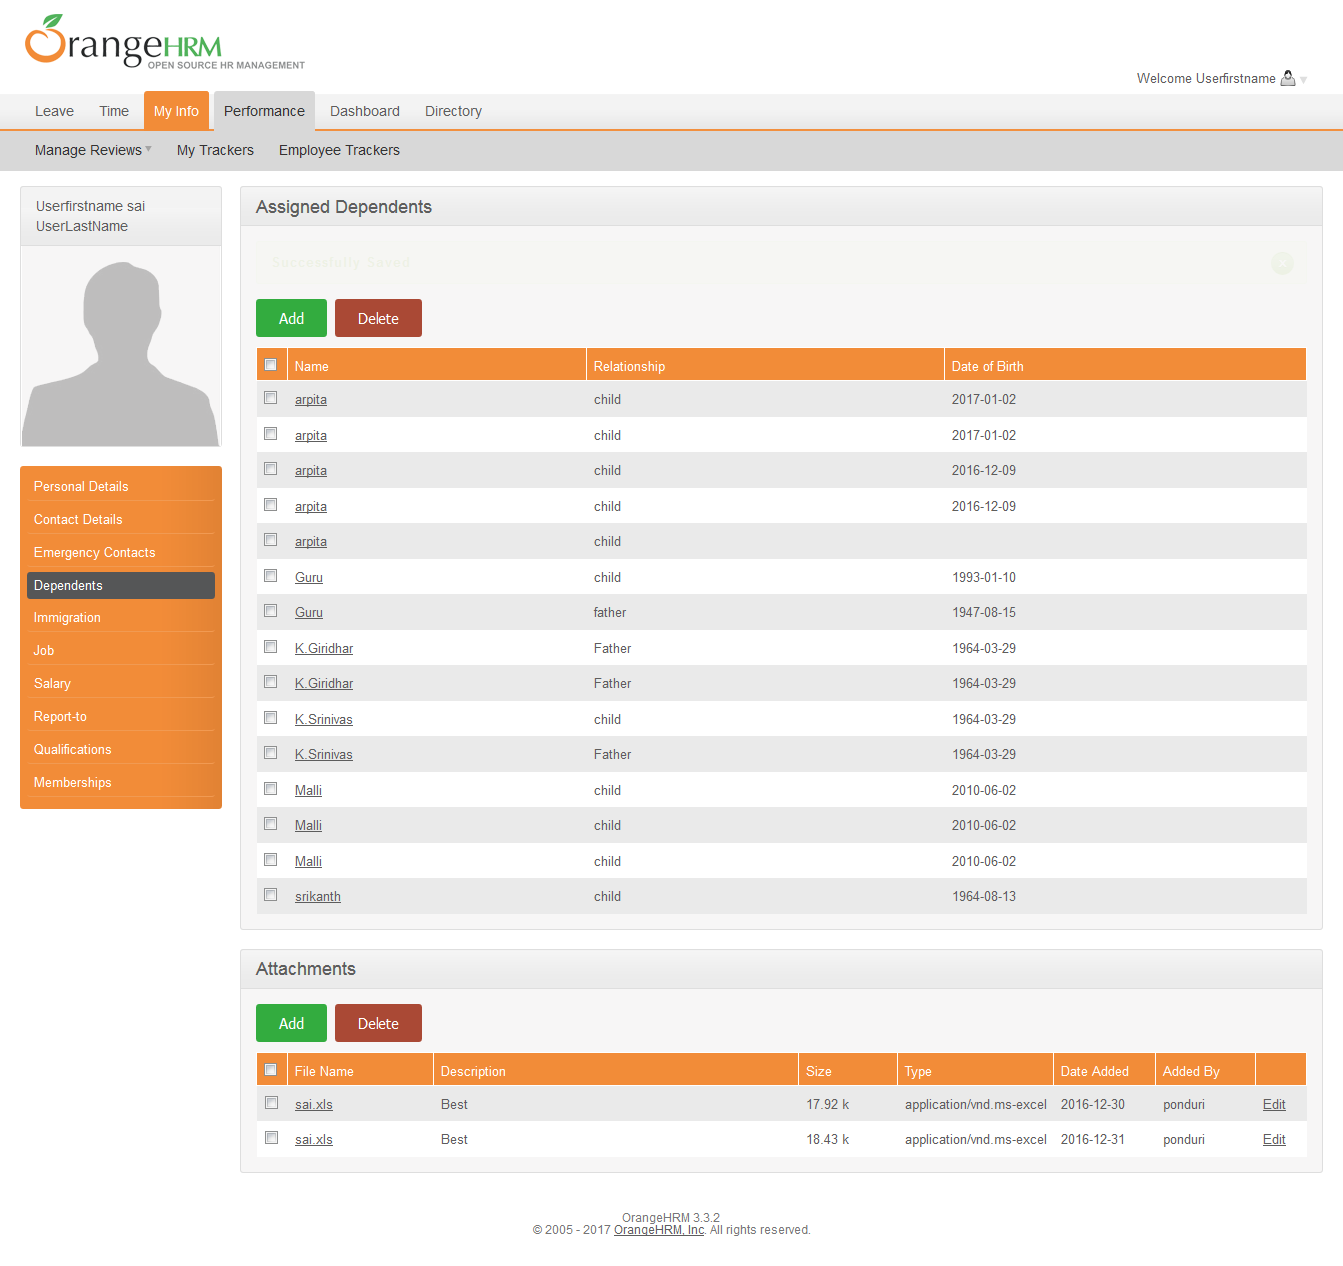 OrangeHRM
OPEN SOURCE HR MANAGEMENT
Welcome Userfirstname
Leave Time My Info Performance Dashboard Directory
Manage Reviews My Trackers Employee Trackers
Userfirstname sai
UserLastName
Personal Details
Contact Details
Emergency Contacts
Dependents
Immigration
Job
Salary
Report-to
Qualifications
Memberships
Assigned Dependents
Successfully Saved
Add Delete
Name Relationship Date of Birth
arpita child 2017-01-02
arpita child 2017-01-02
arpita child 2016-12-09
arpita child 2016-12-09
arpita child
Guru child 1993-01-10
Guru father 1947-08-15
K.Giridhar Father 1964-03-29
K.Giridhar Father 1964-03-29
K.Srinivas child 1964-03-29
K.Srinivas Father 1964-03-29
Malli child 2010-06-02
Malli child 2010-06-02
Malli child 2010-06-02
srikanth child 1964-08-13
Attachments
Add Delete
File Name Description Size Type Date Added Added By
sai.xls Best 17.92 k application/vnd.ms-excel 2016-12-30 ponduri Edit
sai.xls Best 18.43 k application/vnd.ms-excel 2016-12-31 ponduri Edit
OrangeHRM 3.3.2
© 2005 - 2017 OrangeHRM, Inc. All rights reserved.